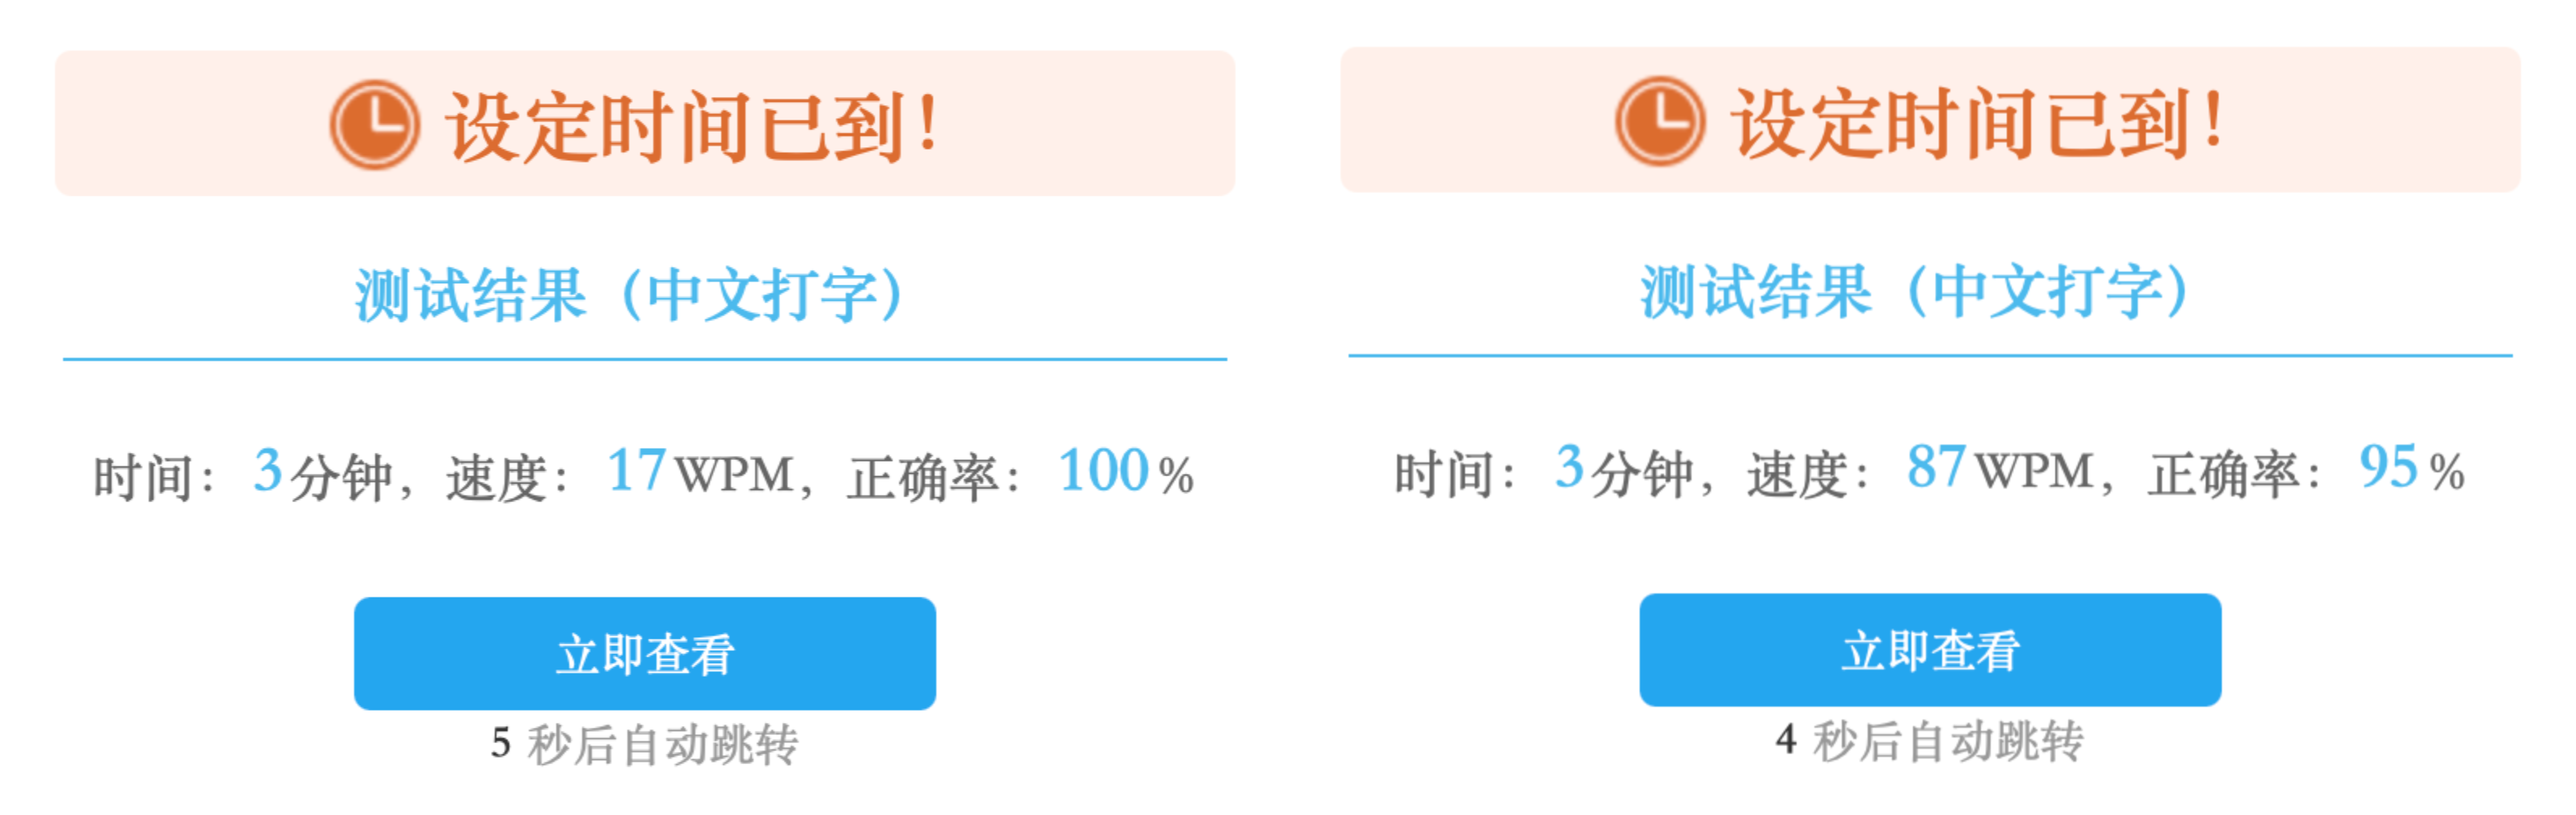 设定时间已到！
测试结果（中文打字）
时间： 3分钟，速度： 17WPM，正确率： 100%
立即查看
5 秒后自动跳转
设定时间已到！
测试结果（中文打字）
时间： 3分钟，速度： 87WPM，正确率： 95%
立即查看
4 秒后自动跳转